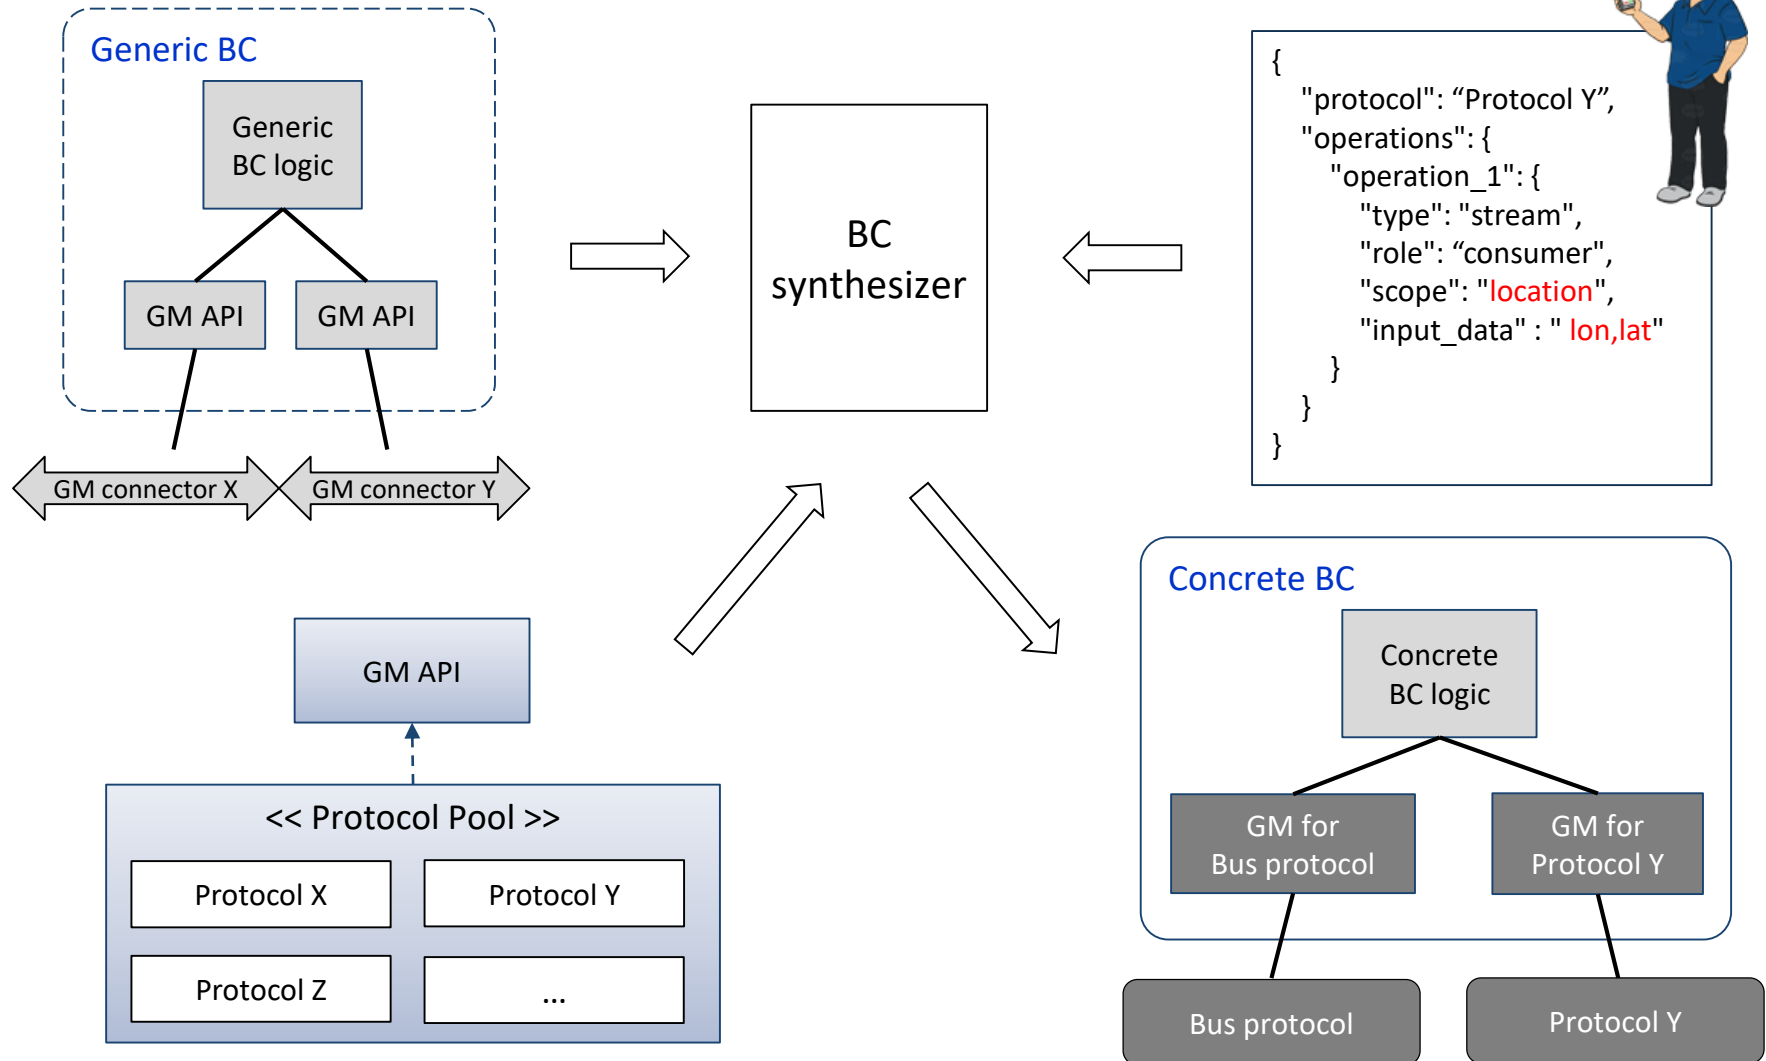 Generic BC
Generic
BC logic
GM API
GM API
GM connector X
GM connector Y
BC
synthesizer
{
"protocol": “Protocol Y”,
"operations": {
"operation_1": {
"type": "stream",
"role": “consumer",
"scope": "location",
"input_data" : " lon,lat"
}
}
}
GM API
<< Protocol Pool >>
Protocol X
Protocol Y
Protocol Z
...
Concrete BC
Concrete
BC logic
GM for
Bus protocol
GM for
Protocol Y
Bus protocol
Protocol Y